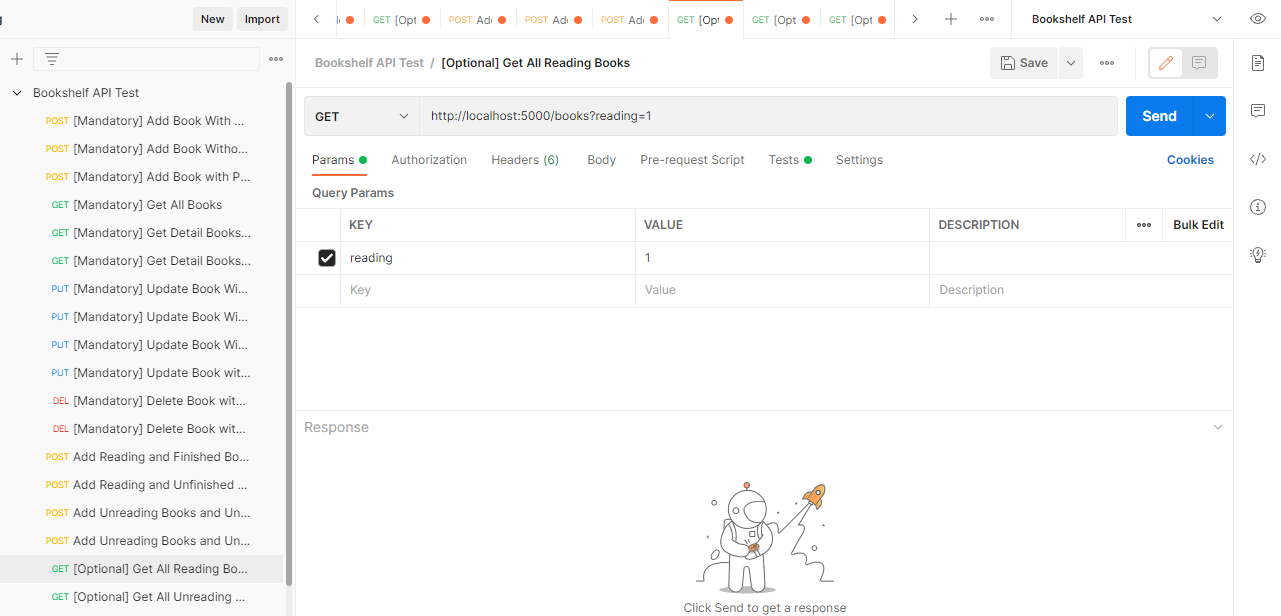 New Import
GET [Opt
POST Ad
POST Ad
POST Ad
GET [Opt
GET [Opt
GET [Opt
Bookshelf API Test
Bookshelf API Test
POST [Mandatory] Add Book With ...
POST [Mandatory] Add Book Witho...
POST [Mandatory] Add Book with P...
GET [Mandatory] Get All Books
GET [Mandatory] Get Detail Books...
GET [Mandatory] Get Detail Books...
PUT [Mandatory] Update Book Wi...
PUT [Mandatory] Update Book Wi...
PUT [Mandatory] Update Book Wi...
PUT [Mandatory] Update Book wit...
DEL [Mandatory] Delete Book wit...
DEL [Mandatory] Delete Book wit...
POST Add Reading and Finished Bo...
POST Add Reading and Unfinished ...
POST Add Unreading Books and Un...
POST Add Unreading Books and Un...
GET [Optional] Get All Reading Bo...
GET [Optional] Get All Unreading ...
Bookshelf API Test / [Optional] Get All Reading Books
Save
GET http://localhost:5000/books?reading=1
Send
Params Authorization Headers (6) Body Pre-request Script Tests Settings Cookies
Query Params
KEY VALUE DESCRIPTION Bulk Edit
reading 1
Key Value Description
Response
Click Send to get a response